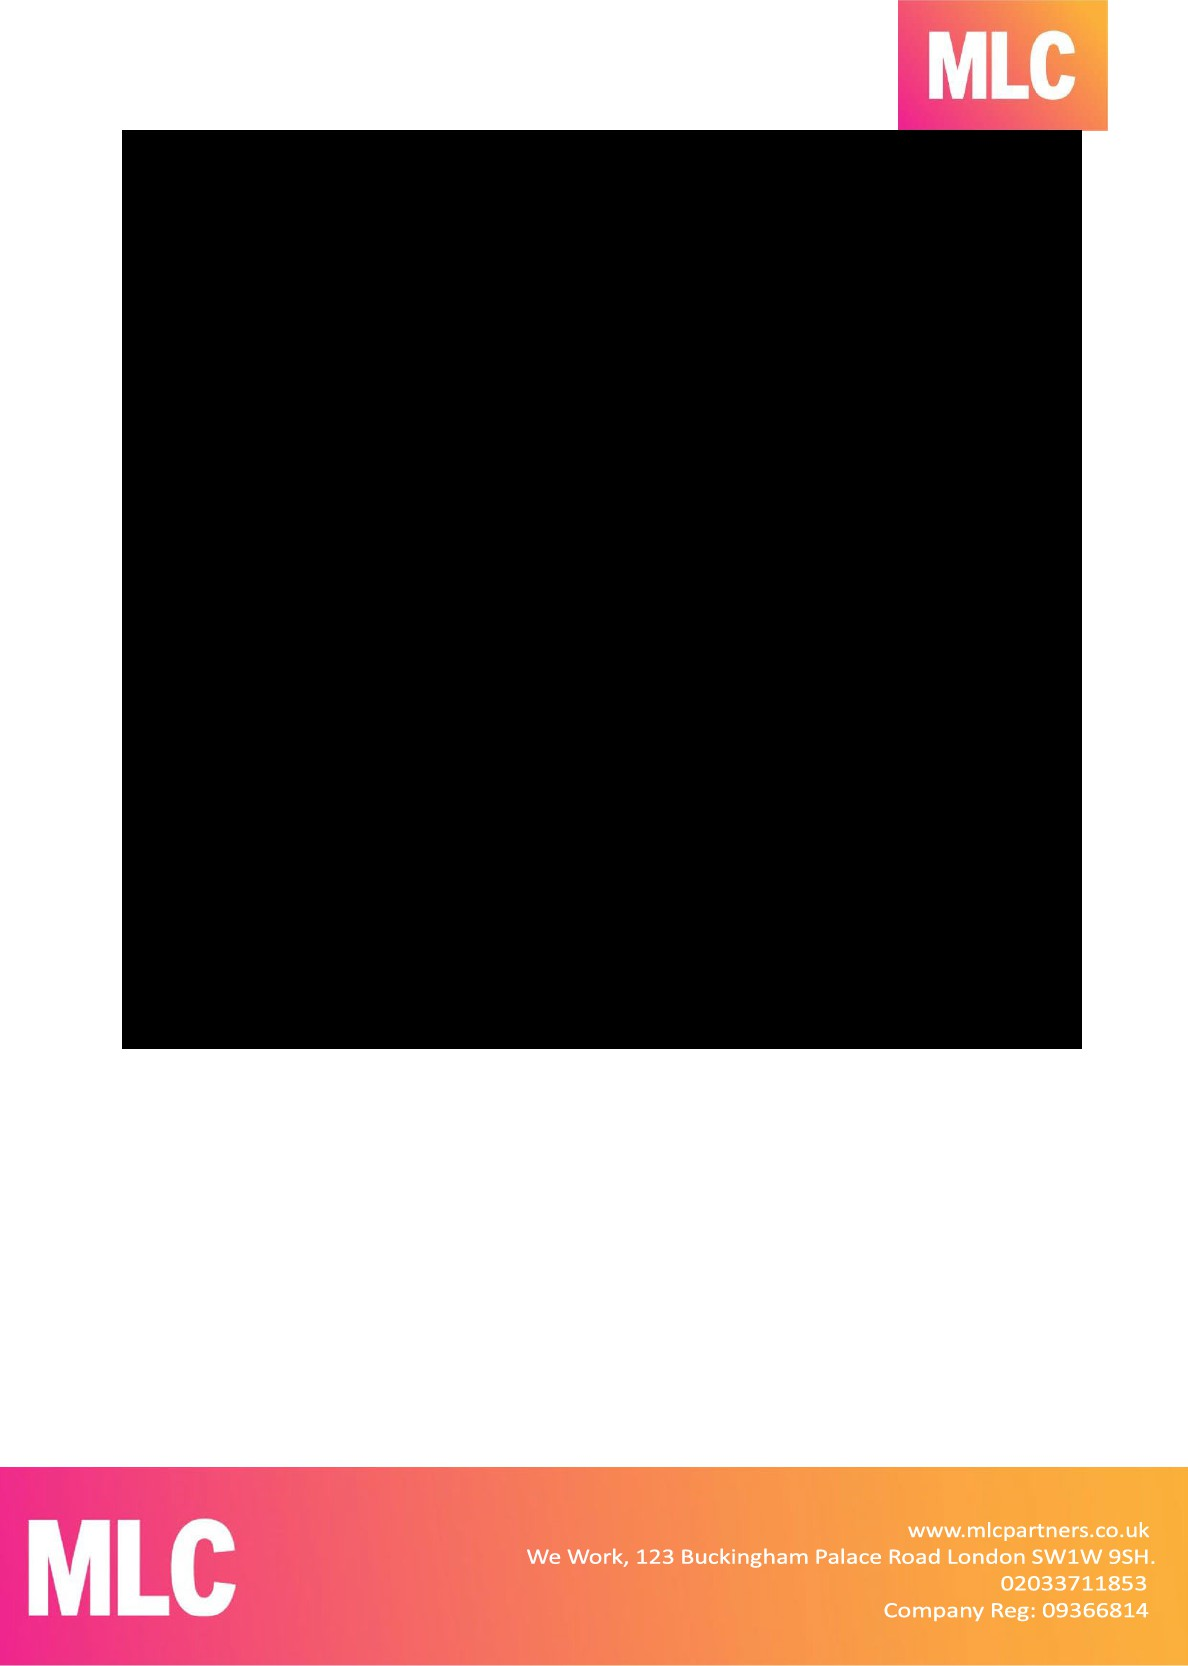 MLC
MLC
www.mlcpartners.co.uk
We Work, 123 Buckingham Palace Road London SW1W 9SH.
02033711853
Company Reg: 09366814